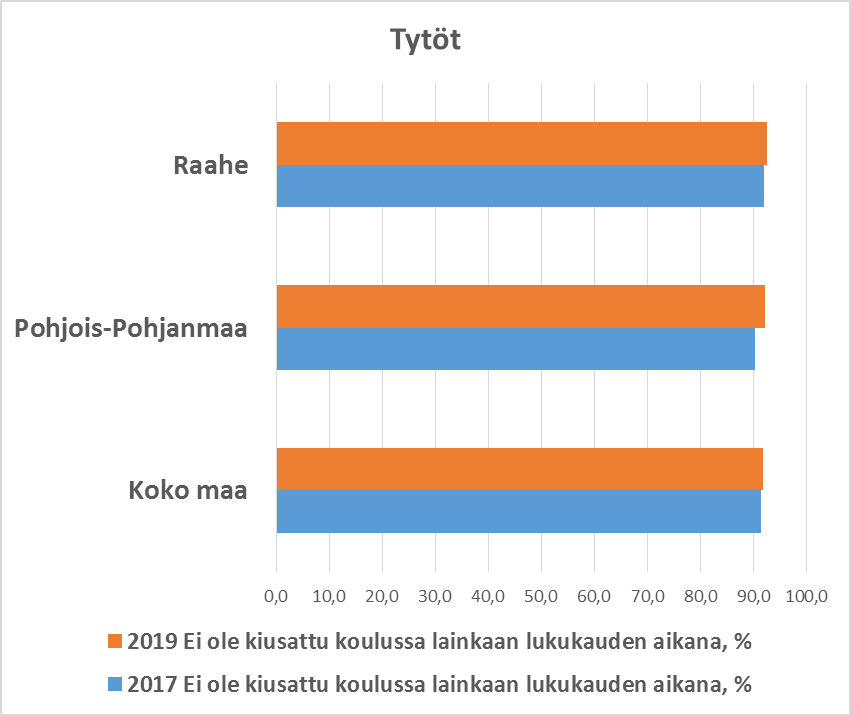 Tytöt
Raahe
Pohjois-Pohjanmaa
Koko maa
0,0 10,0 20,0 30,0 40,0 50,0 60,0 70,0 80,0 90,0 100,0
2019 Ei ole kiusattu koulussa lainkaan lukukauden aikana, %
2017 Ei ole kiusattu koulussa lainkaan lukukauden aikana, %